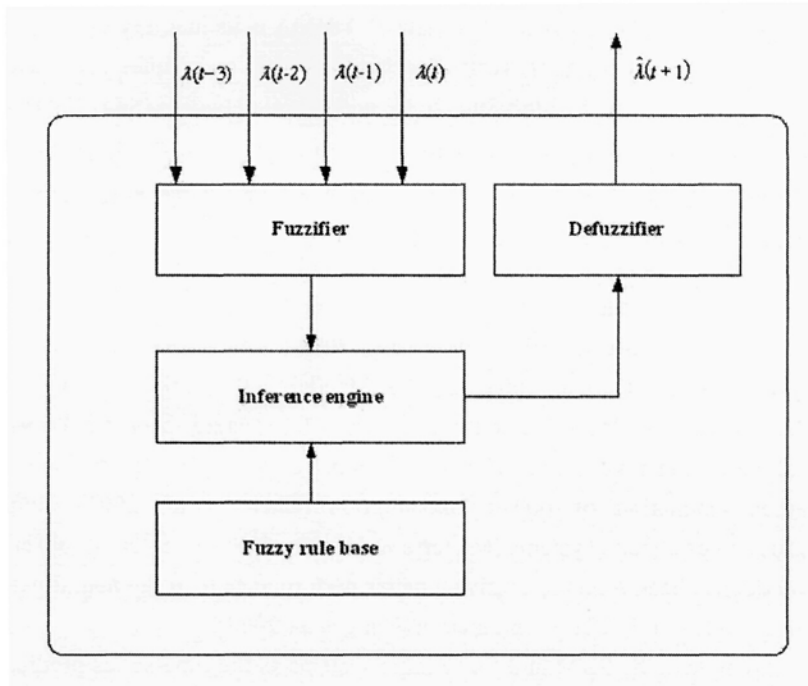 λ(t−3) λ(t-2) λ(t-1) λ(t) λ̂(t+1)
Fuzzifier Defuzzifier
Inference engine
Fuzzy rule base